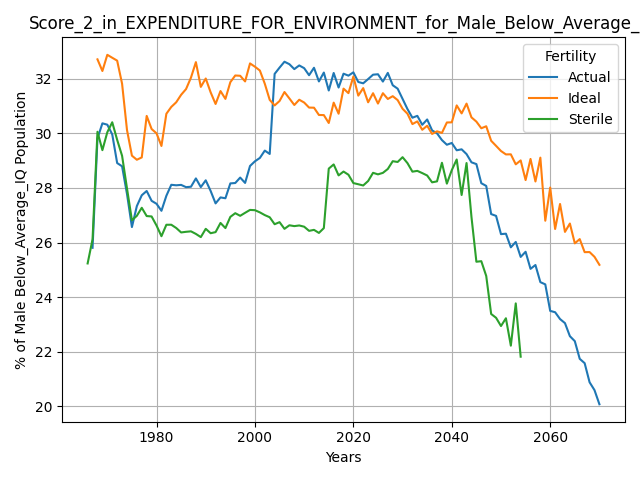 Score_2_in_EXPENDITURE_FOR_ENVIRONMENT_for_Male_Below_Average_
Fertility
Actual
Ideal
Sterile
% of Male Below_Average_IQ Population
32
30
28
26
24
22
20
1980
2000
2020
2040
2060
Years